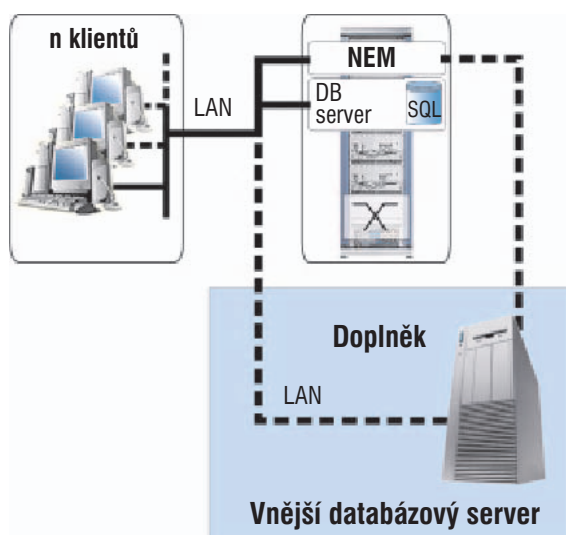 n klientů
LAN
NEM
DB
server
SQL
Doplněk
LAN
Vnější databázový server